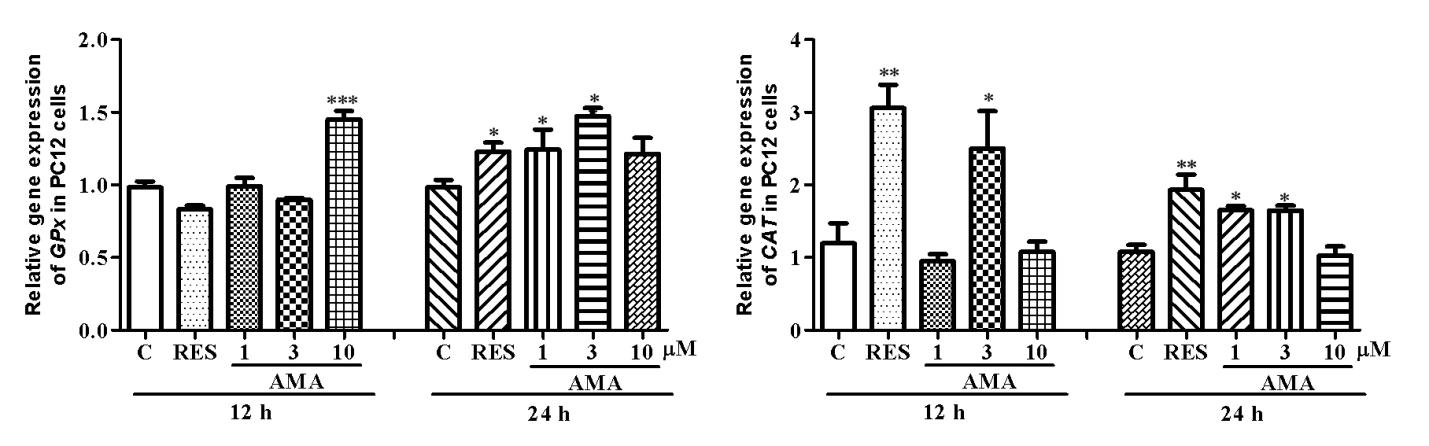 Relative gene expression
of GPx in PC12 cells
2.0
1.5
1.0
0.5
0.0
***
*
*
*
C RES 1 3 10 C RES 1 3 10 µM
AMA AMA
12 h 24 h
Relative gene expression
of CAT in PC12 cells
4
3
2
1
0
**
*
**
*
*
C RES 1 3 10 C RES 1 3 10 µM
AMA AMA
12 h 24 h